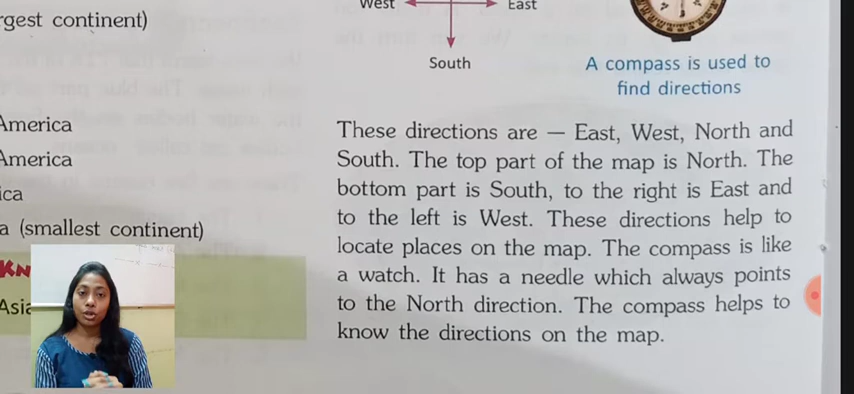 rgest continent)
West East
South
A compass is used to
find directions
America
America
ica
a (smallest continent)
KN
Asia
These directions are — East, West, North and
South. The top part of the map is North. The
bottom part is South, to the right is East and
to the left is West. These directions help to
locate places on the map. The compass is like
a watch. It has a needle which always points
to the North direction. The compass helps to
know the directions on the map.